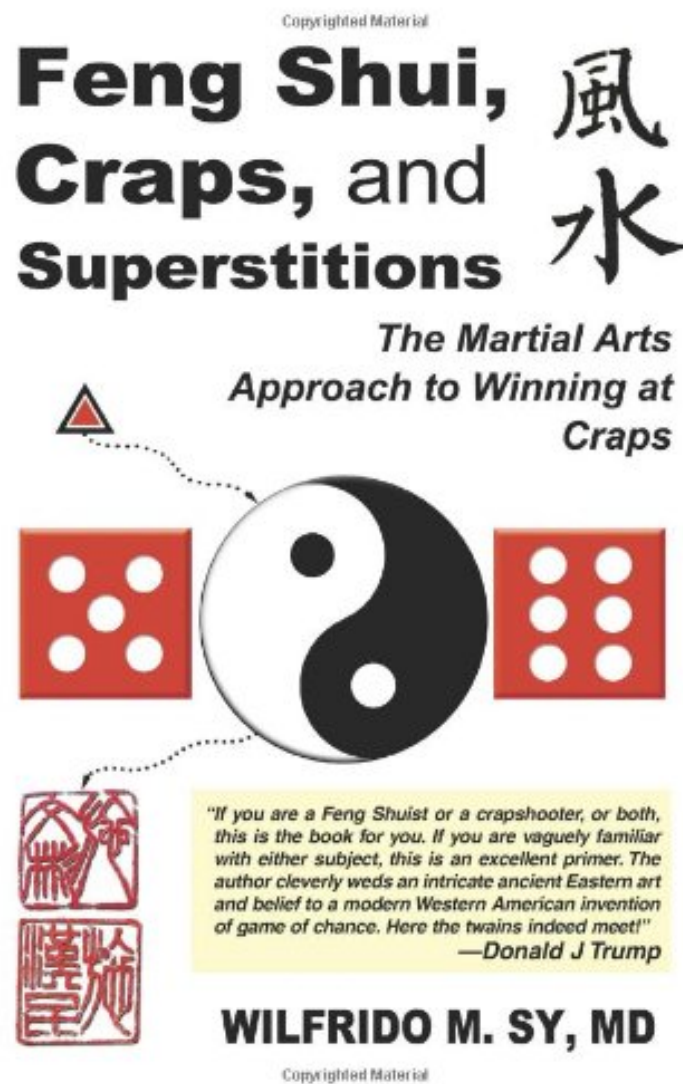 Copyrighted Material
Feng Shui,
Craps, and
Superstitions
風
水
The Martial Arts
Approach to Winning at
Craps
"If you are a Feng Shuist or a crapshooter, or both,
this is the book for you. If you are vaguely familiar
with either subject, this is an excellent primer. The
author cleverly weds an intricate ancient Eastern art
and belief to a modern Western American invention
of game of chance. Here the twains indeed meet!"
—Donald J Trump
WILFRIDO M. SY, MD
Copyrighted Material